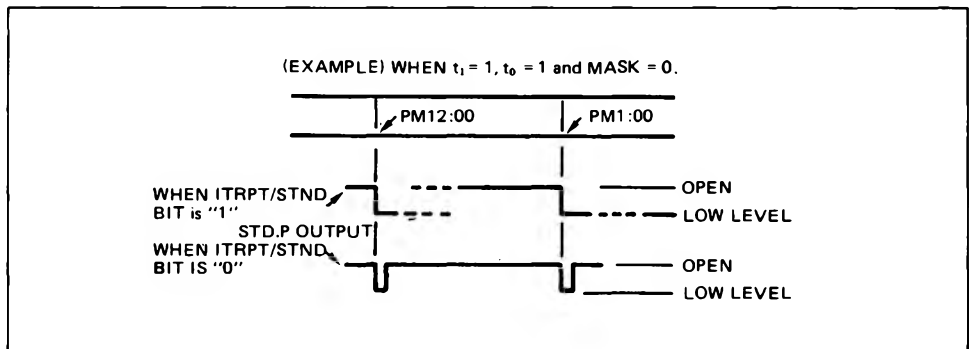 (EXAMPLE) WHEN t₁ = 1, t₀ = 1 and MASK = 0.
PM12:00 PM1:00
WHEN ITRPT/STND
BIT is "1"
OPEN
LOW LEVEL
STD.P OUTPUT
WHEN ITRPT/STND
BIT IS "0"
OPEN
LOW LEVEL